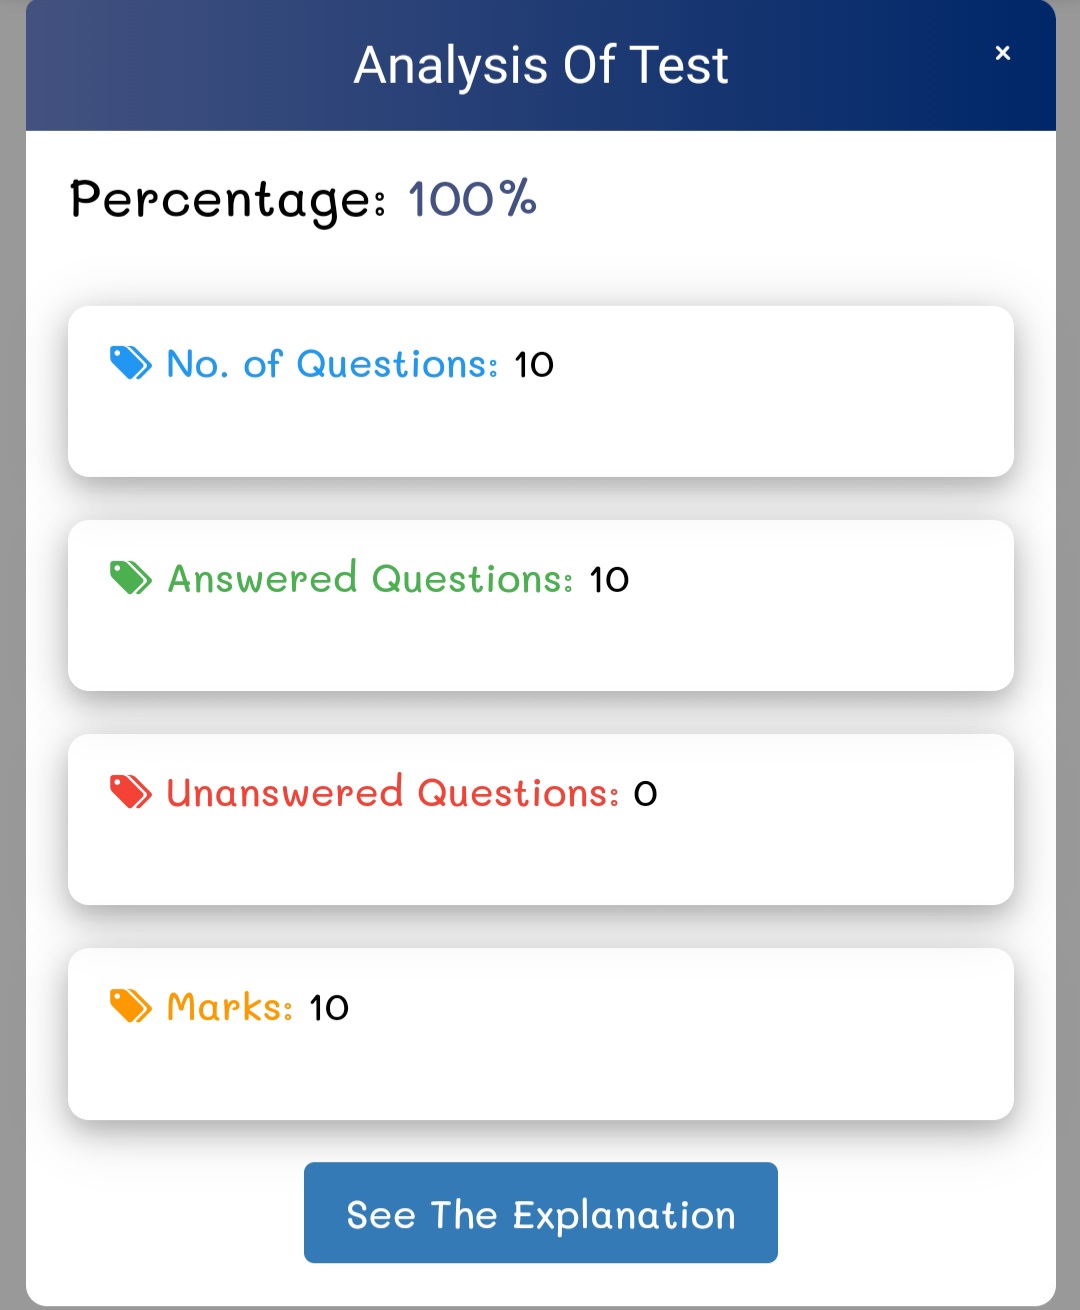 Analysis Of Test
×
Percentage: 100%
No. of Questions: 10
Answered Questions: 10
Unanswered Questions: 0
Marks: 10
See The Explanation